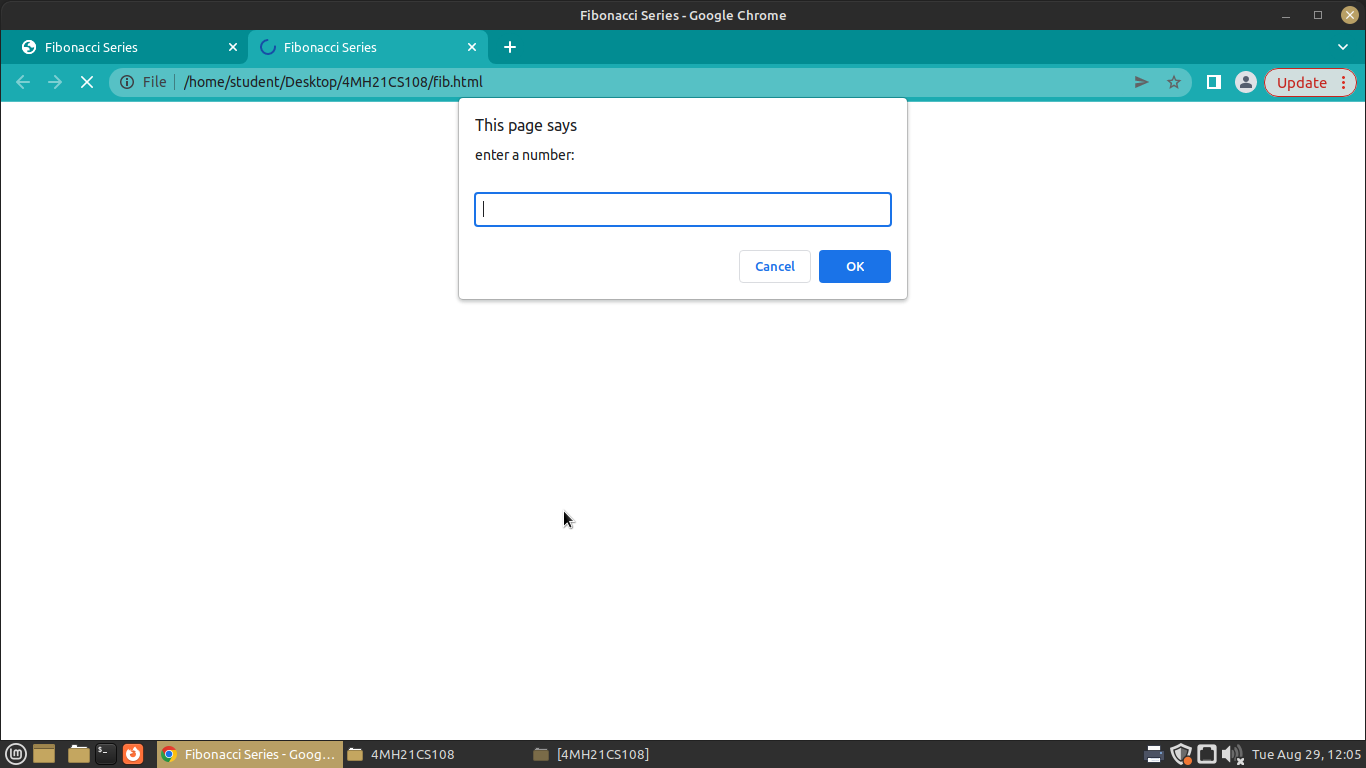 Fibonacci Series - Google Chrome
Fibonacci Series
Fibonacci Series
File
/home/student/Desktop/4MH21CS108/fib.html
Update
This page says
enter a number:
Cancel
OK
Fibonacci Series - Goog...
4MH21CS108
[4MH21CS108]
Tue Aug 29, 12:05